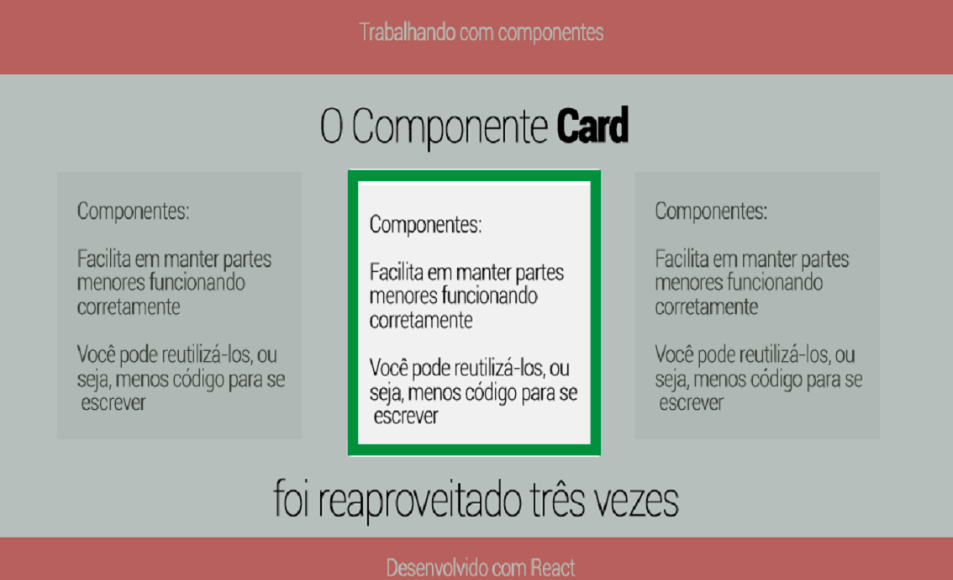 Trabalhando com componentes
O Componente Card
Componentes:
Facilita em manter partes
menores funcionando
corretamente
Você pode reutilizá-los, ou
seja, menos código para se
escrever
Componentes:
Facilita em manter partes
menores funcionando
corretamente
Você pode reutilizá-los, ou
seja, menos código para se
escrever
Componentes:
Facilita em manter partes
menores funcionando
corretamente
Você pode reutilizá-los, ou
seja, menos código para se
escrever
foi reaproveitado três vezes
Desenvolvido com React